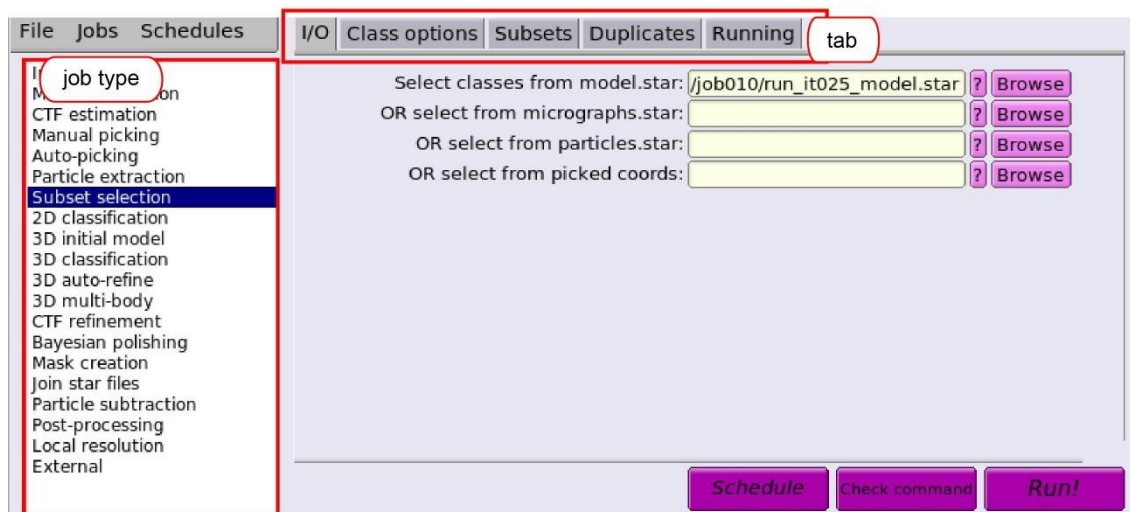 File Jobs Schedules
I/O Class options Subsets Duplicates Running
tab
job type
CTF estimation
Manual picking
Auto-picking
Particle extraction
Subset selection
2D classification
3D initial model
3D classification
3D auto-refine
3D multi-body
CTF refinement
Bayesian polishing
Mask creation
Join star files
Particle subtraction
Post-processing
Local resolution
External
Select classes from model.star: /job010/run_it025_model.star ? Browse
OR select from micrographs.star: ? Browse
OR select from particles.star: ? Browse
OR select from picked coords: ? Browse
Schedule Check command Run!